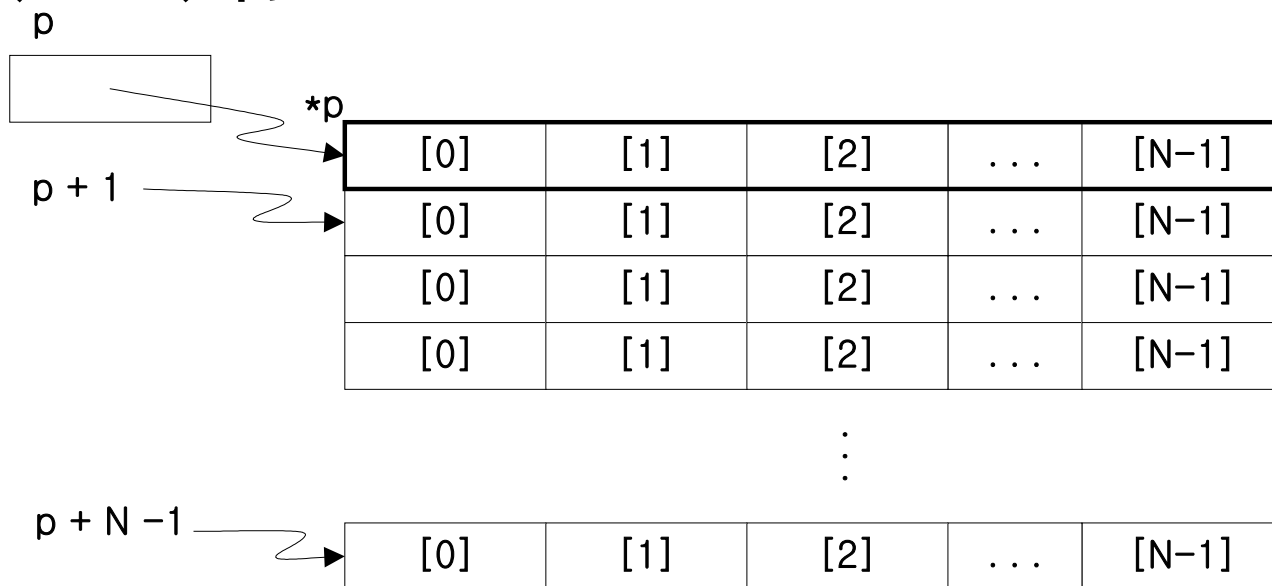 p
*p
[0] [1] [2] ... [N-1]
p + 1
[0] [1] [2] ... [N-1]
[0] [1] [2] ... [N-1]
[0] [1] [2] ... [N-1]
⋮
p + N -1
[0] [1] [2] ... [N-1]